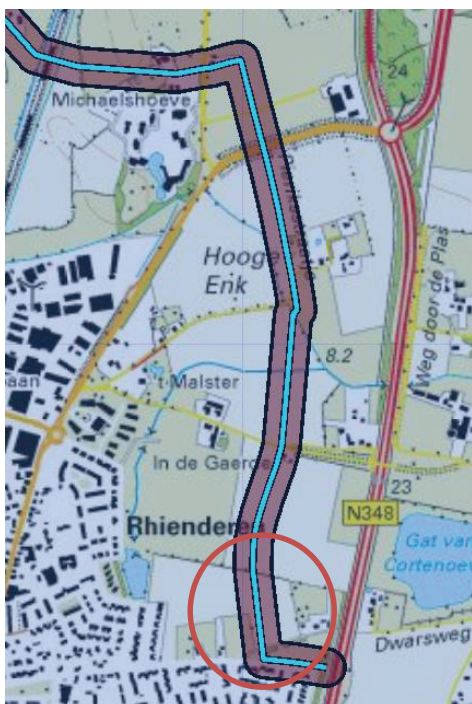 24
Michaelshoeve
Hooge
Enk
Weg door de Plas
8.2
't Malster
In de Gaerde
23
N348
Rhienderen
Gat van
Cortenoev
Dwarsweg